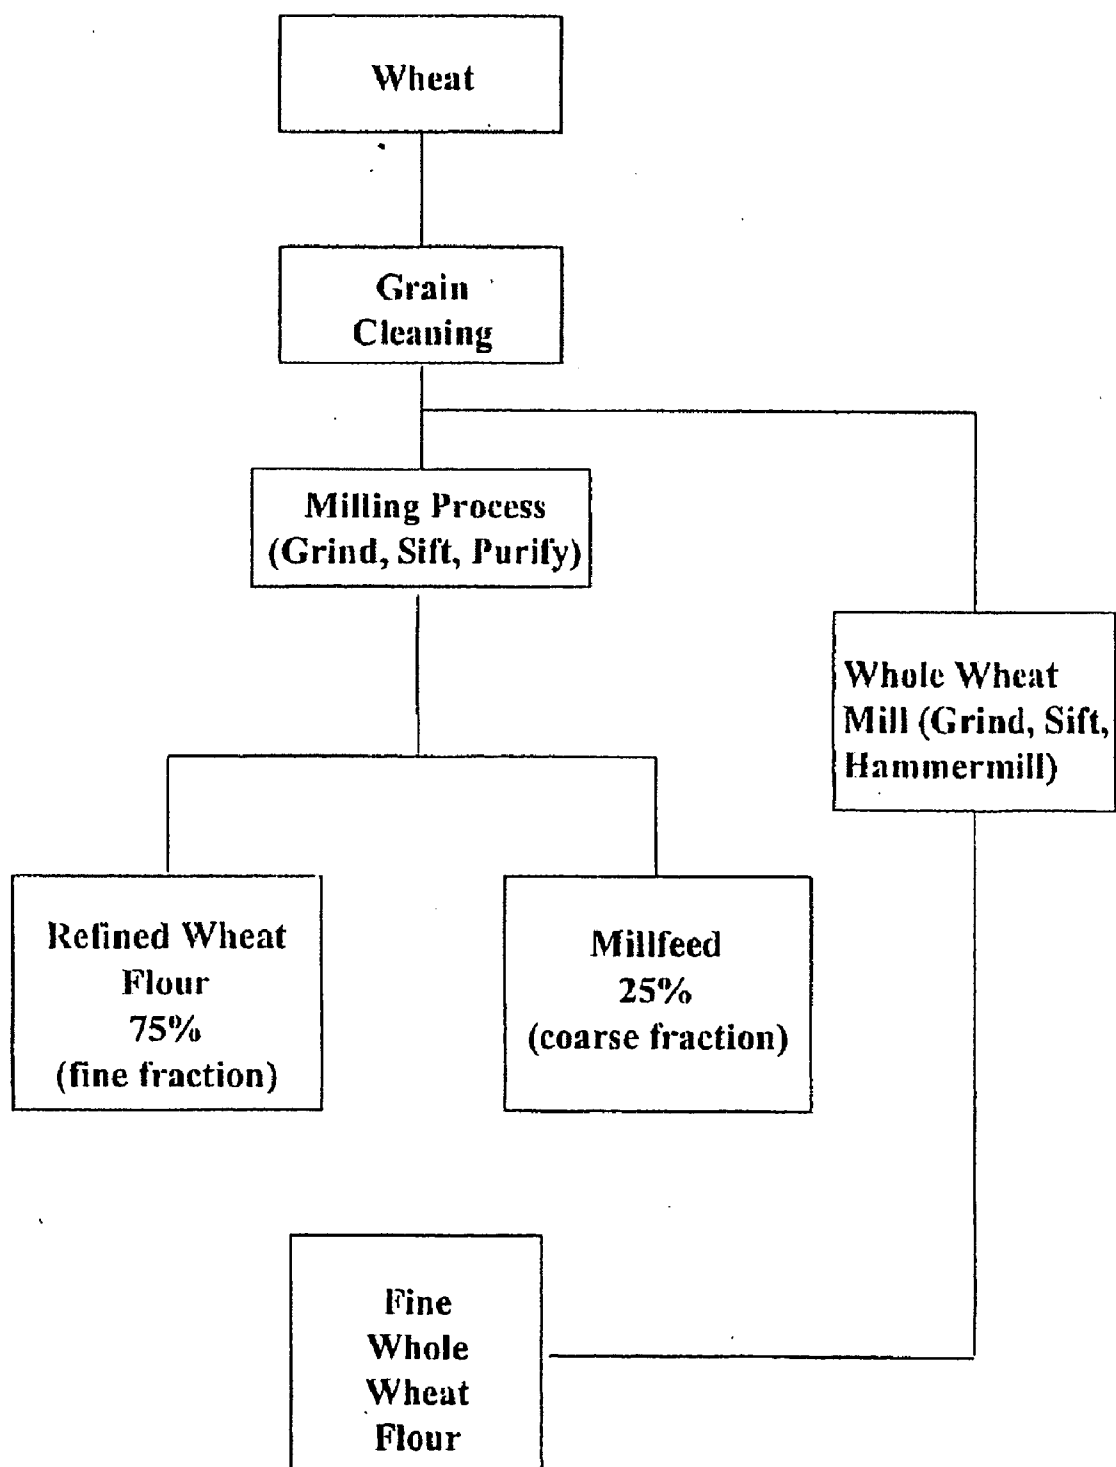 Wheat
Grain
Cleaning
Milling Process
(Grind, Sift, Purify)
Whole Wheat
Mill (Grind, Sift,
Hammermill)
Refined Wheat
Flour
75%
(fine fraction)
Millfeed
25%
(coarse fraction)
Fine
Whole
Wheat
Flour